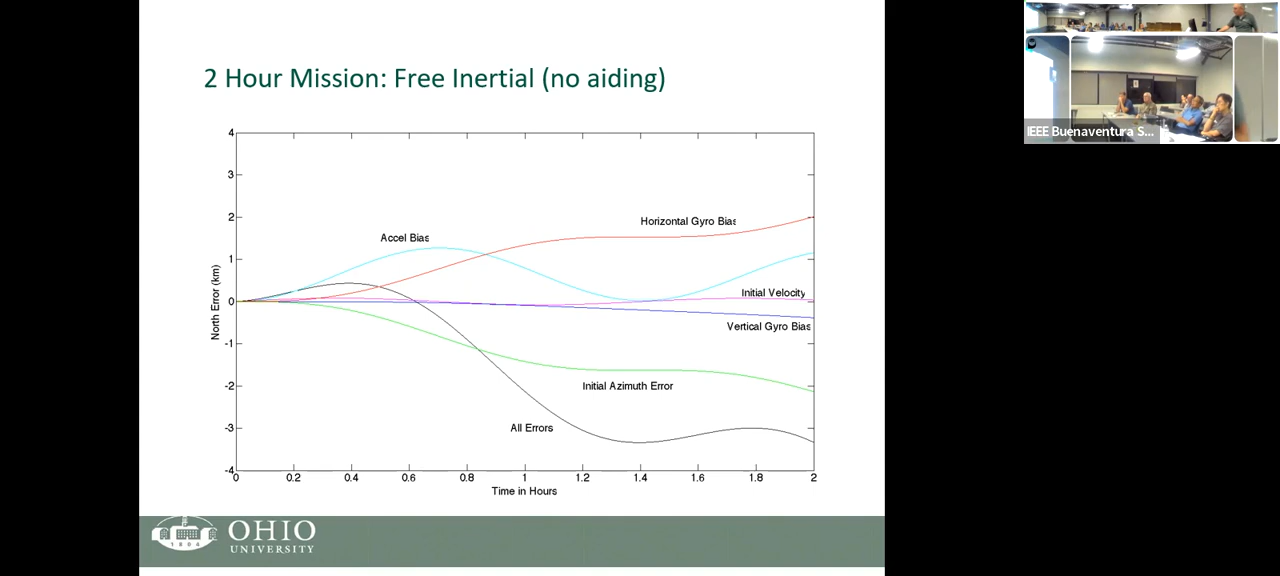 2 Hour Mission: Free Inertial (no aiding)
4
3
2
1
0
-1
-2
-3
-4
North Error (km)
Accel Bias
Horizontal Gyro Bias
Initial Velocity
Vertical Gyro Bias
Initial Azimuth Error
All Errors
0 0.2 0.4 0.6 0.8 1 1.2 1.4 1.6 1.8 2
Time in Hours
1804
OHIO
UNIVERSITY
IEEE Buenaventura S...